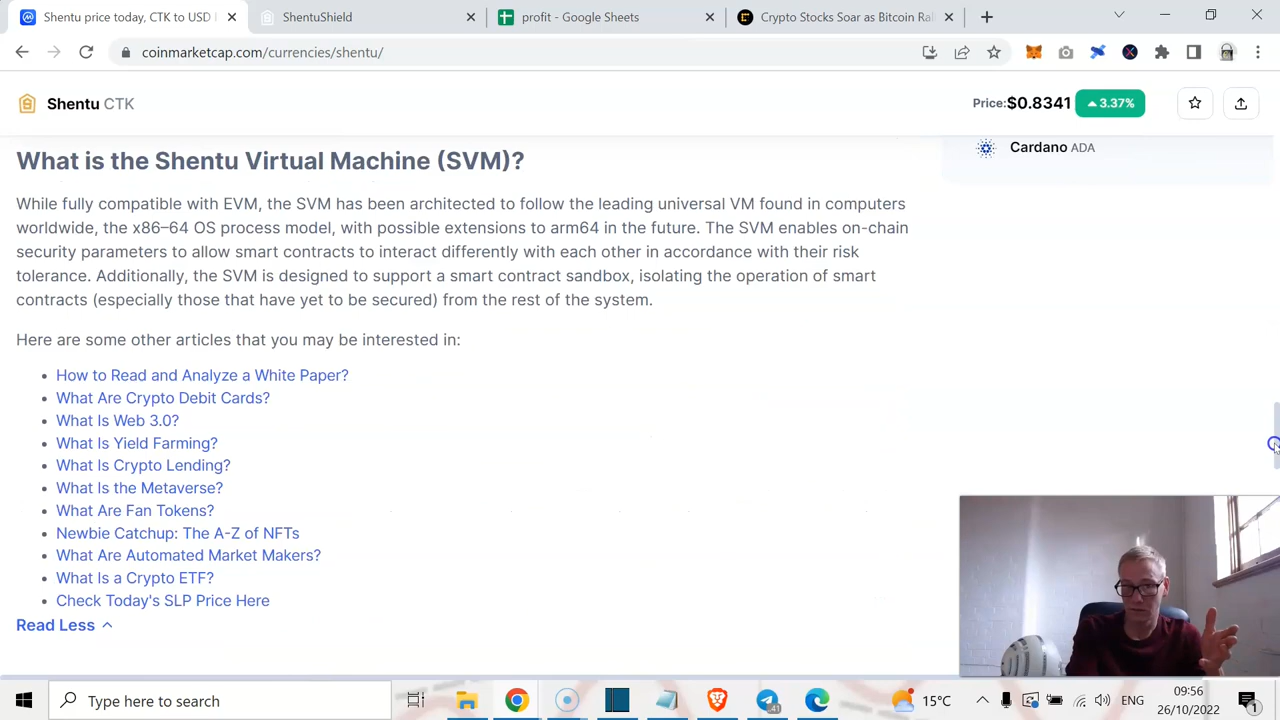 Shentu price today, CTK to USD
ShentuShield
profit - Google Sheets
Crypto Stocks Soar as Bitcoin Ral
coinmarketcap.com/currencies/shentu/
Shentu CTK
Price:$0.8341
3.37%
Cardano ADA
What is the Shentu Virtual Machine (SVM)?
While fully compatible with EVM, the SVM has been architected to follow the leading universal VM found in computers
worldwide, the x86–64 OS process model, with possible extensions to arm64 in the future. The SVM enables on-chain
security parameters to allow smart contracts to interact differently with each other in accordance with their risk
tolerance. Additionally, the SVM is designed to support a smart contract sandbox, isolating the operation of smart
contracts (especially those that have yet to be secured) from the rest of the system.
Here are some other articles that you may be interested in:
How to Read and Analyze a White Paper?
What Are Crypto Debit Cards?
What Is Web 3.0?
What Is Yield Farming?
What Is Crypto Lending?
What Is the Metaverse?
What Are Fan Tokens?
Newbie Catchup: The A-Z of NFTs
What Are Automated Market Makers?
What Is a Crypto ETF?
Check Today's SLP Price Here
Read Less
Type here to search
.41
15°C
ENG
09:56
26/10/2022
1